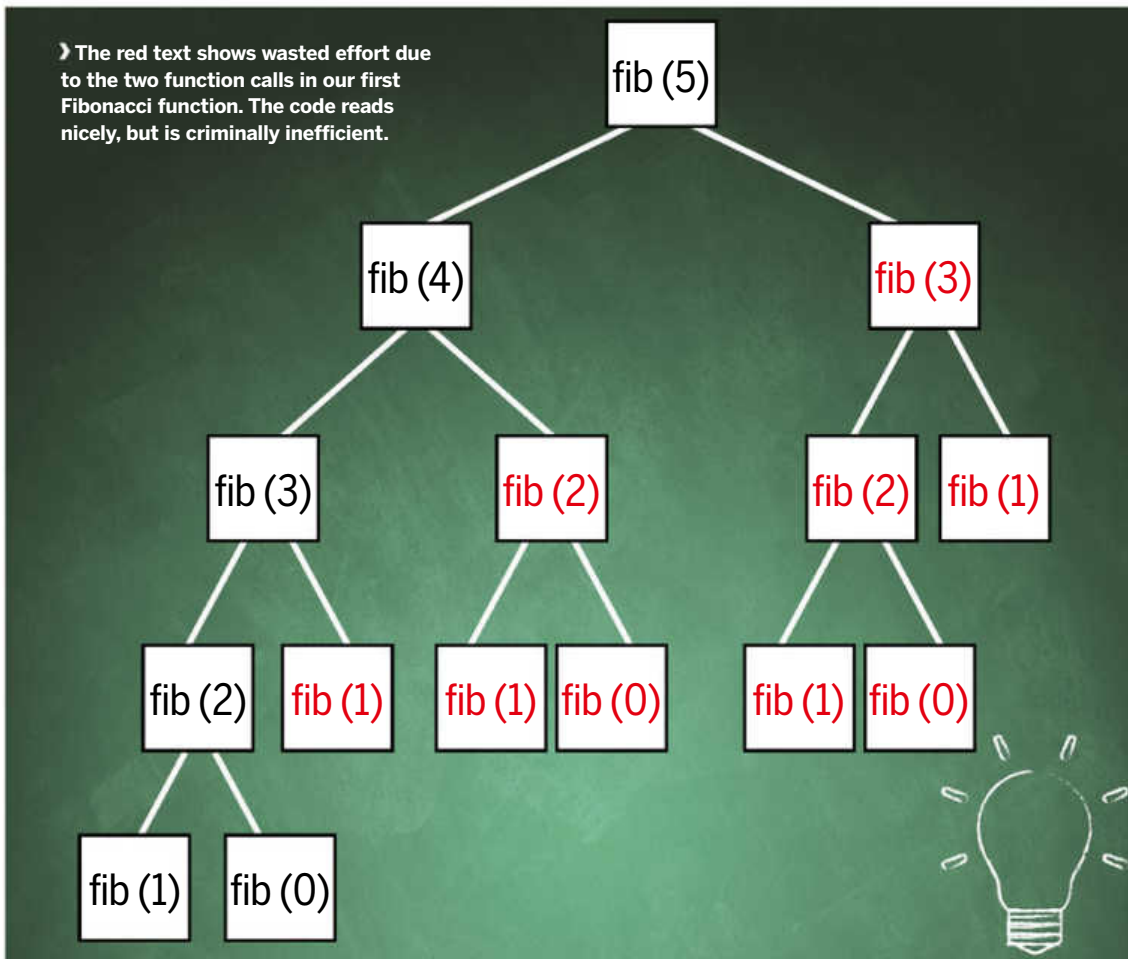 ❯ The red text shows wasted effort due
to the two function calls in our first
Fibonacci function. The code reads
nicely, but is criminally inefficient.
fib (5)
fib (4)
fib (3)
fib (3)
fib (2)
fib (2)
fib (1)
fib (2)
fib (1)
fib (1)
fib (0)
fib (1)
fib (0)
fib (1)
fib (0)